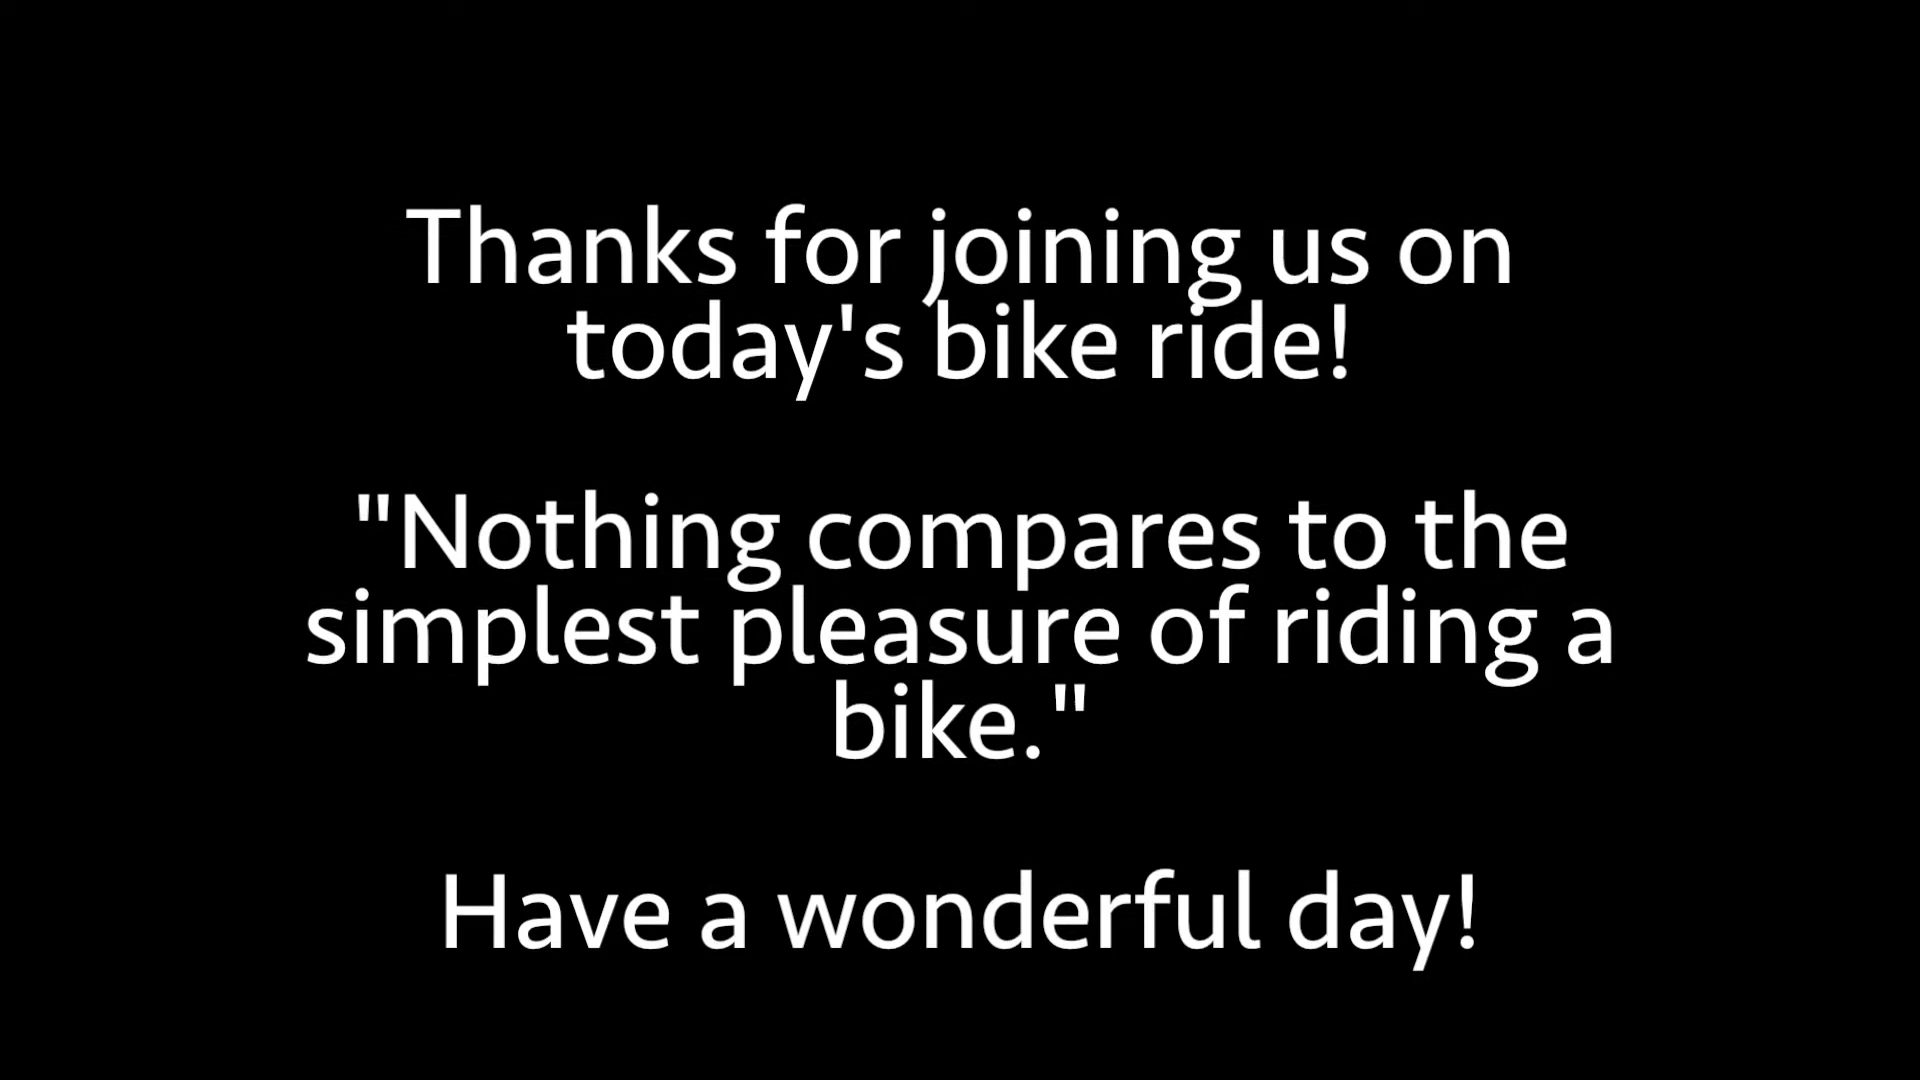 Thanks for joining us on
today's bike ride!
"Nothing compares to the
simplest pleasure of riding a
bike."
Have a wonderful day!